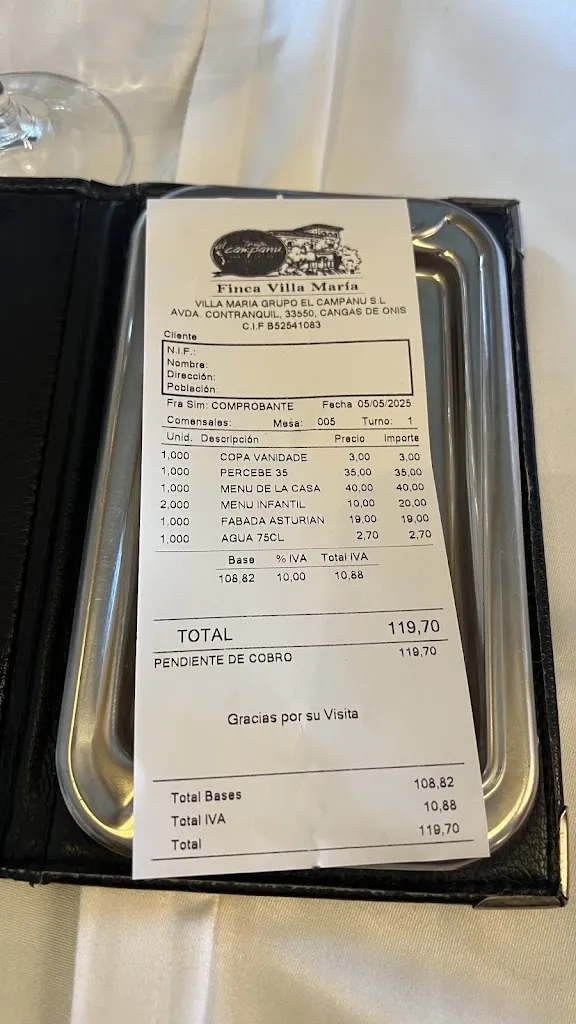 el campanu
Finca Villa María
VILLA MARIA GRUPO EL CAMPANU S.L
AVDA. CONTRANQUIL, 33550, CANGAS DE ONIS
C.I.F B52541083
Cliente
N.I.F.:
Nombre:
Dirección:
Población:
Fra Sim: COMPROBANTE Fecha 05/05/2025
Comensales: Mesa: 005 Turno: 1
Unid. Descripción Precio Importe
1,000 COPA VANIDADE 3,00 3,00
1,000 PERCEBE 35 35,00 35,00
1,000 MENU DE LA CASA 40,00 40,00
2,000 MENU INFANTIL 10,00 20,00
1,000 FABADA ASTURIAN 19,00 19,00
1,000 AGUA 75CL 2,70 2,70
Base % IVA Total IVA
108,82 10,00 10,88
TOTAL 119,70
PENDIENTE DE COBRO 119,70
Gracias por su Visita
Total Bases 108,82
Total IVA 10,88
Total 119,70